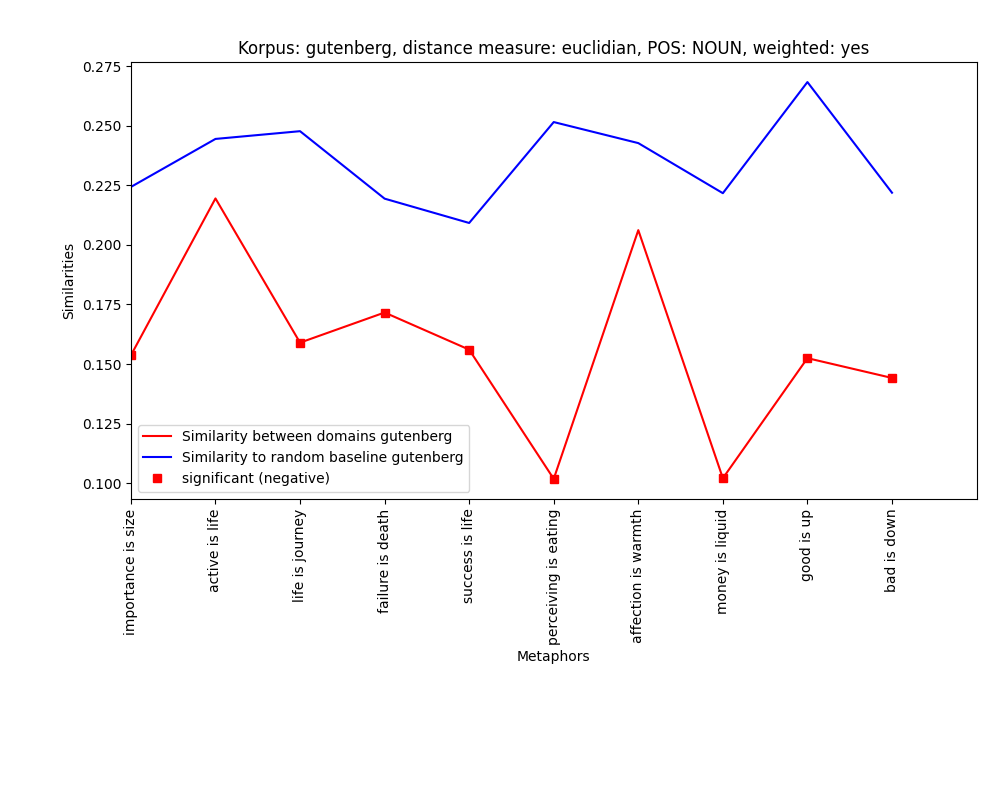 Korpus: gutenberg, distance measure: euclidian, POS: NOUN, weighted: yes
0.275
0.250
0.225
0.200
0.175
0.150
0.125
0.100
Similarities
Similarity between domains gutenberg
Similarity to random baseline gutenberg
significant (negative)
importance is size
active is life
life is journey
failure is death
success is life
perceiving is eating
affection is warmth
money is liquid
good is up
bad is down
Metaphors